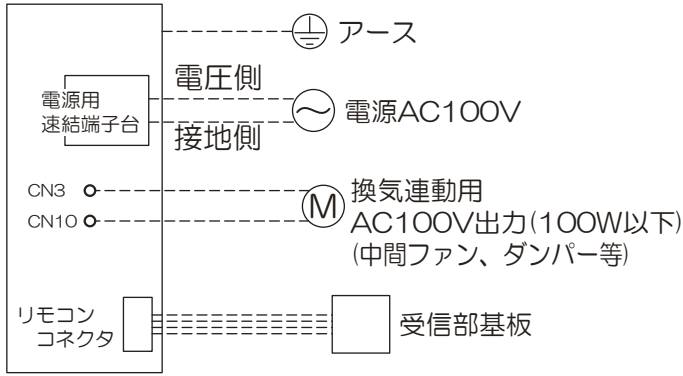 アース
電圧側
電源用
速結端子台
電源AC100V
接地側
CN3
CN10
M
換気連動用
AC100V出力(100W以下)
(中間ファン、ダンパー等)
リモコン
コネクタ
受信部基板